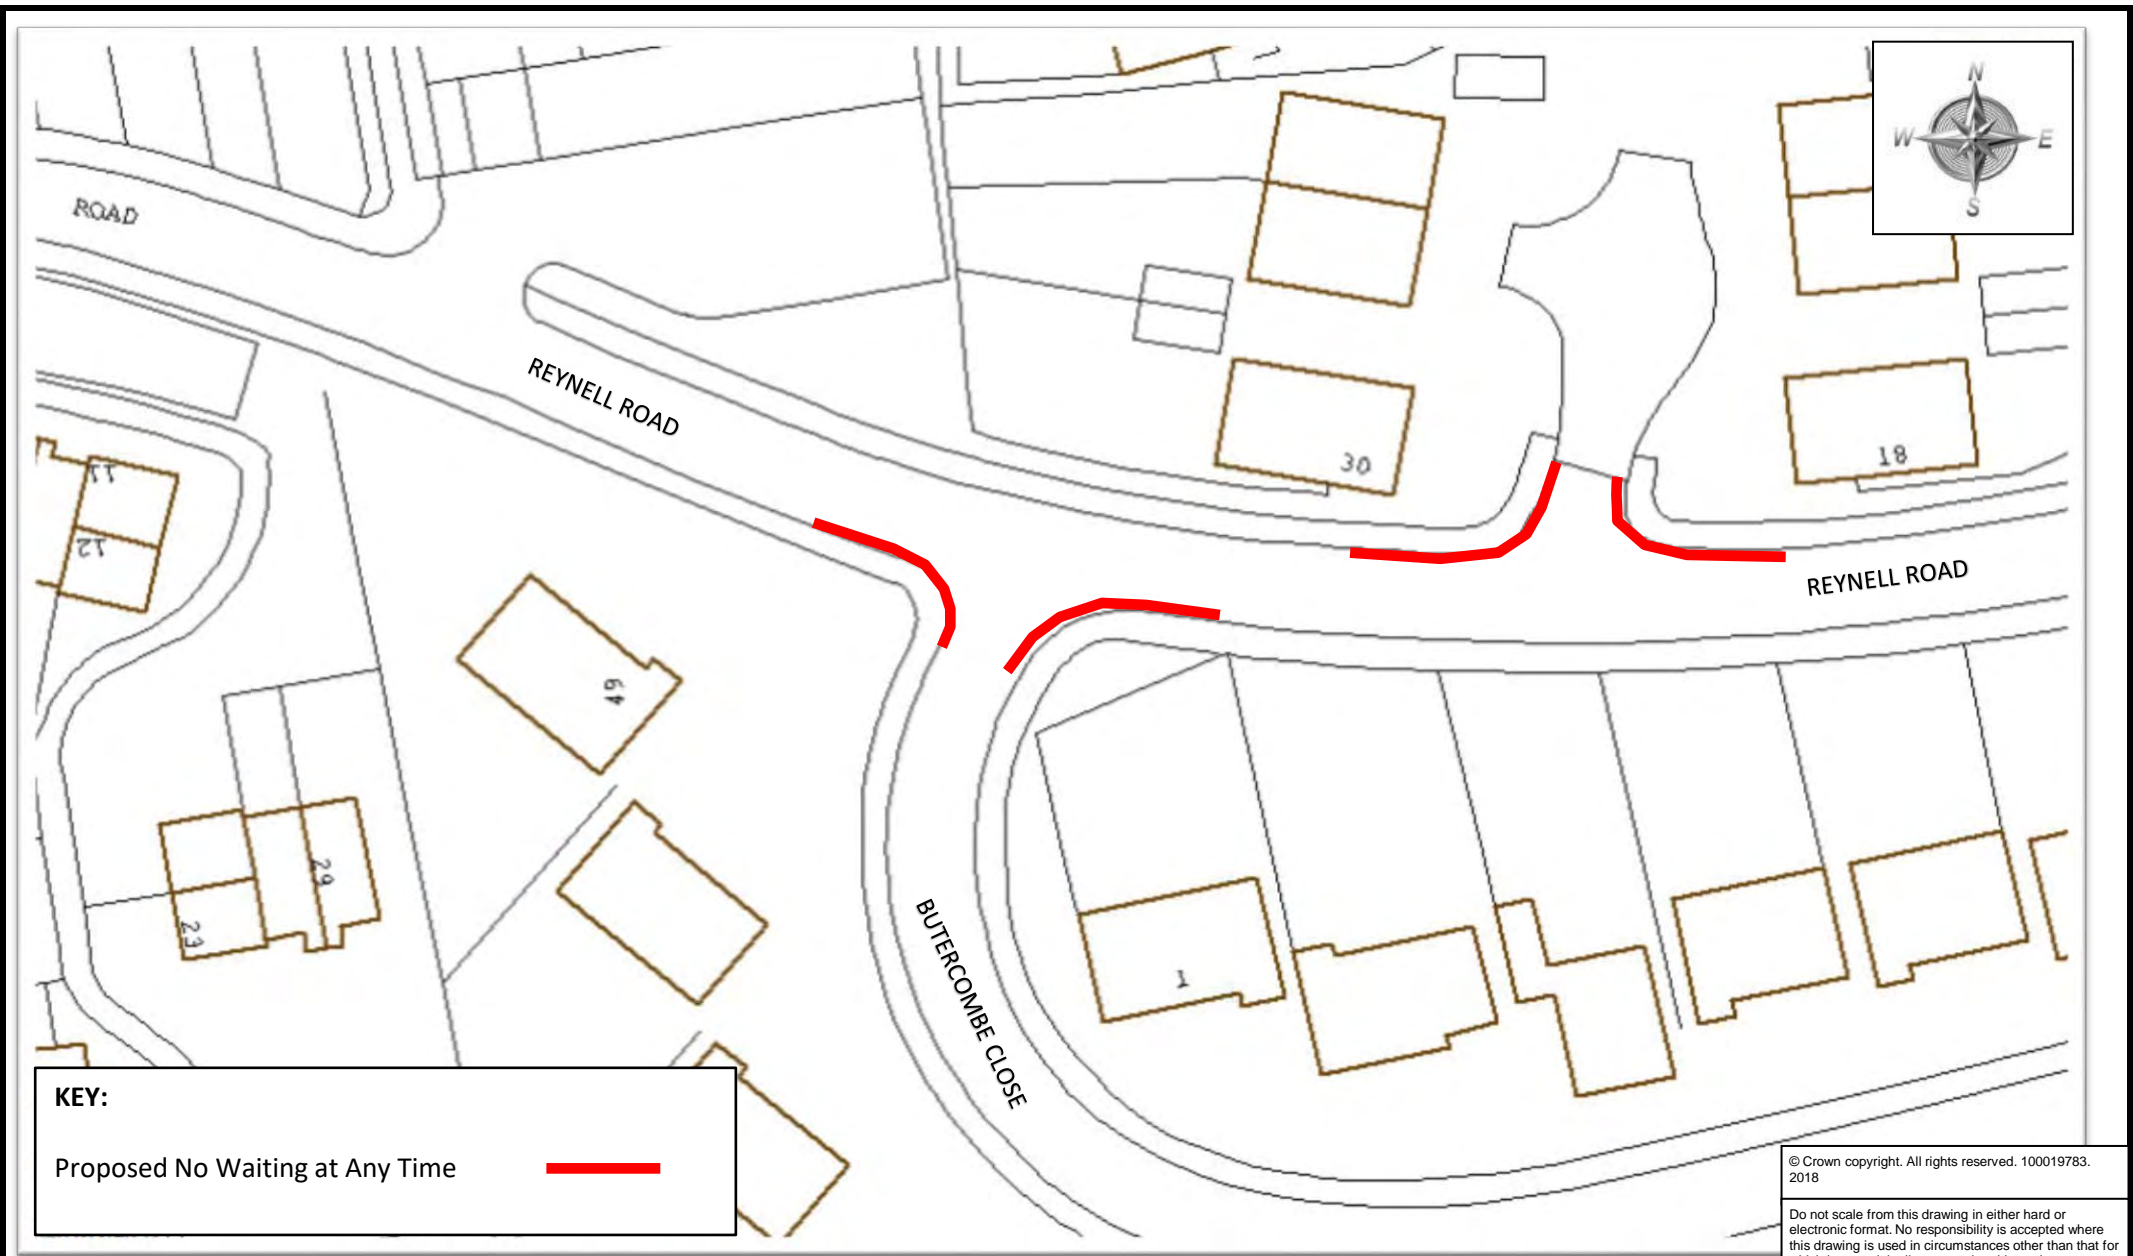 N
W
E
S
ROAD
REYNELL ROAD
30
18
11
12
REYNELL ROAD
49
29
23
1
BUTERCOMBE CLOSE
KEY:
Proposed No Waiting at Any Time
© Crown copyright. All rights reserved. 100019783.
2018
Do not scale from this drawing in either hard or
electronic format. No responsibility is accepted where
this drawing is used in circumstances other than that for